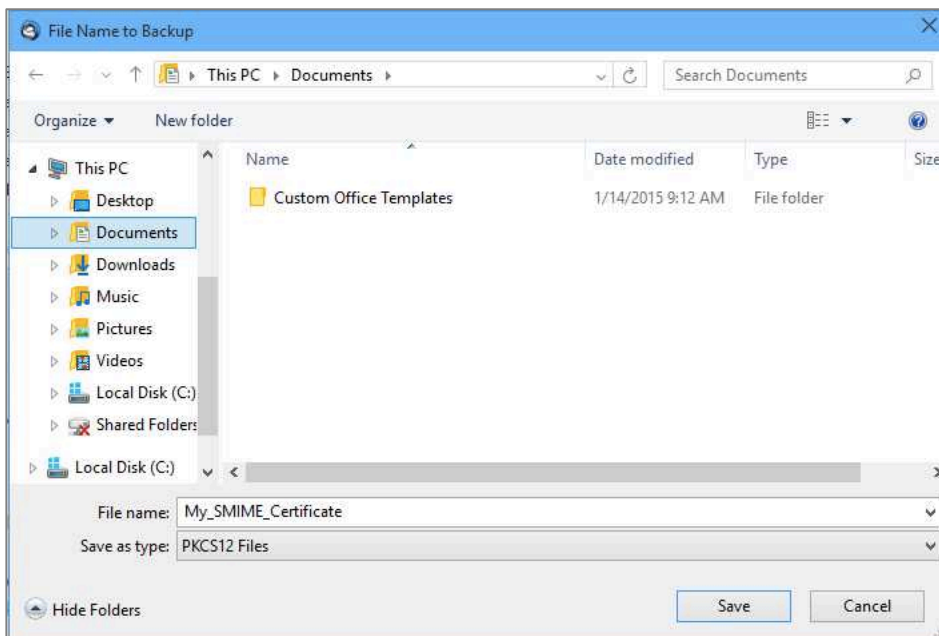 File Name to Backup
This PC Documents
Search Documents
Organize
New folder
Name
Date modified
Type
Size
This PC
Desktop
Documents
Downloads
Music
Pictures
Videos
Local Disk (C:)
Shared Folders
Local Disk (C:)
Custom Office Templates
1/14/2015 9:12 AM
File folder
File name: My_SMIME_Certificate
Save as type: PKCS12 Files
Hide Folders
Save
Cancel